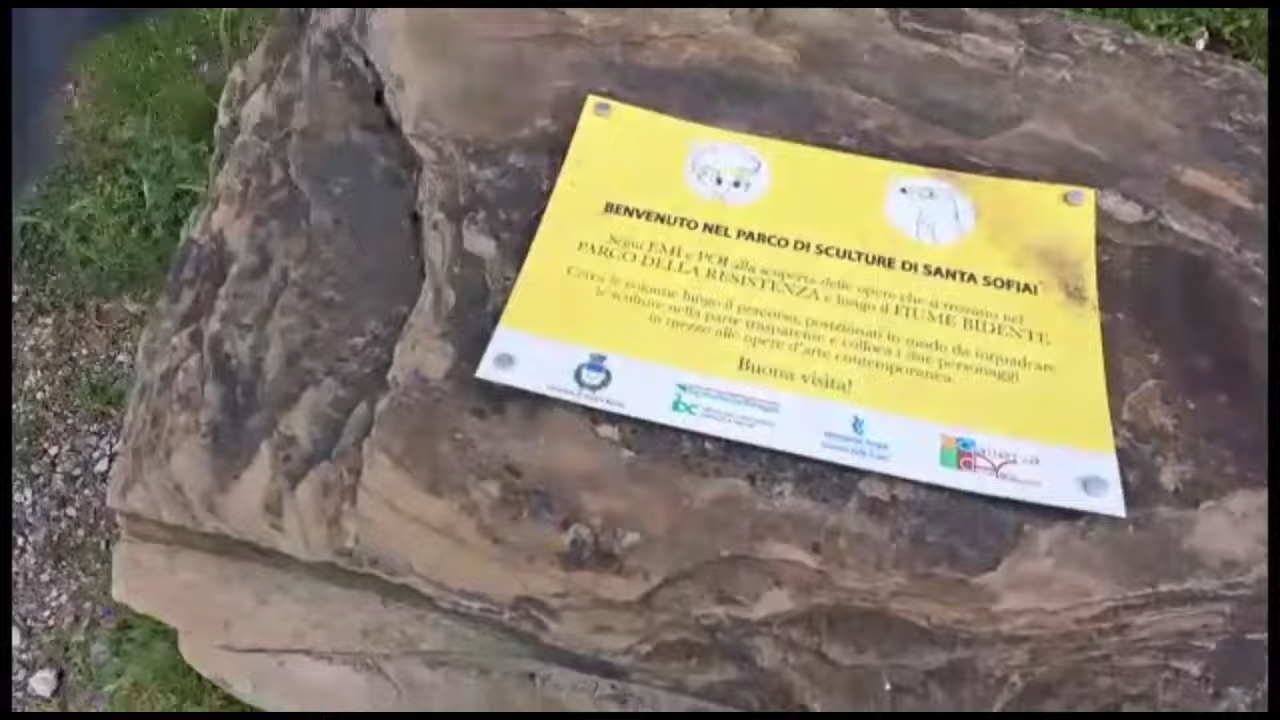 BENVENUTO NEL PARCO DI SCULTURE DI SANTA SOFIA!
Segui EMI e POI alla scoperta delle opere che si trovano nel
PARCO DELLA RESISTENZA e lungo il FIUME BIDENTE.
Cerca le colonne lungo il percorso, posizionati in modo da inquadrare
le sculture nella parte trasparente e colloca i due personaggi
in mezzo alle opere d'arte contemporanea.
Buona visita!
ibc